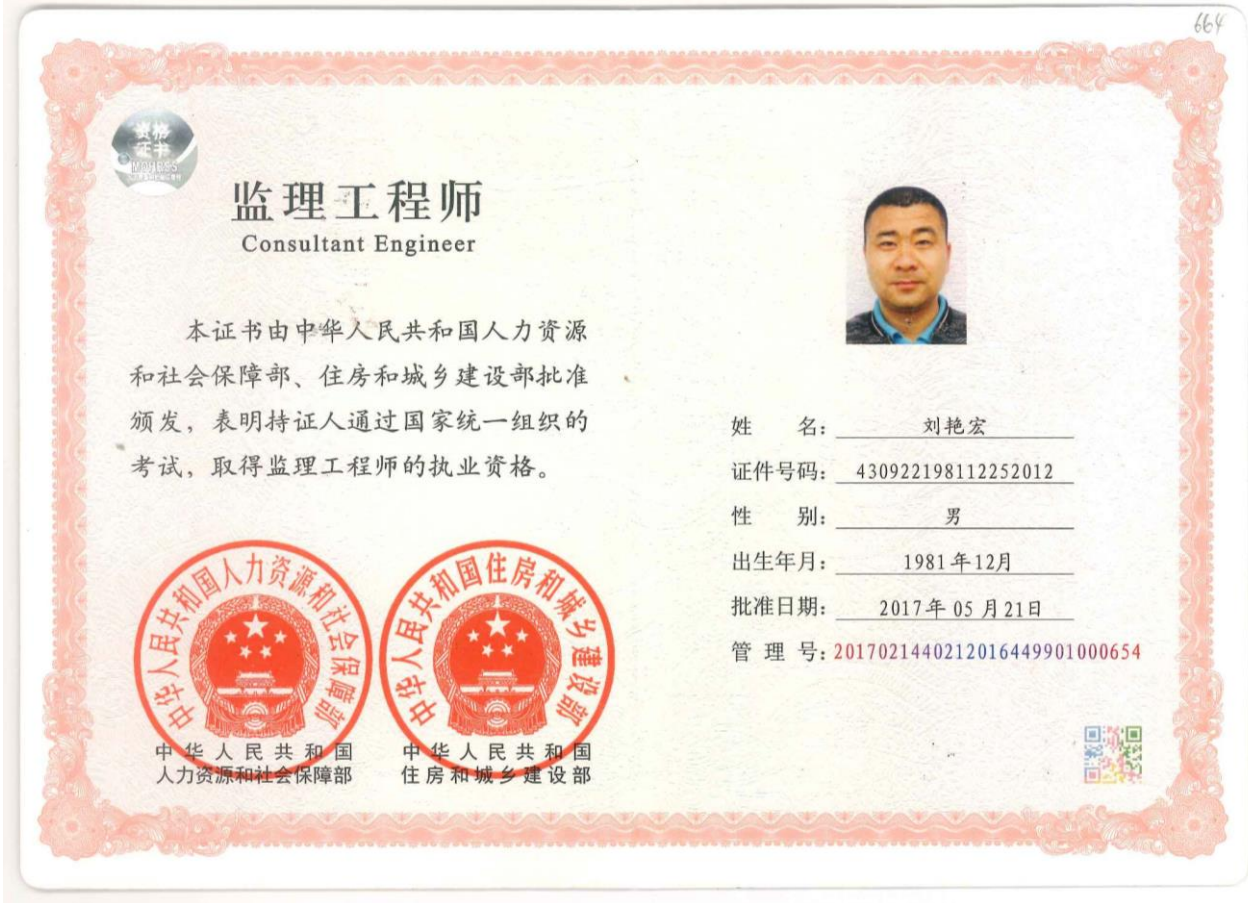 664
资格
证书
MOHRSS
监理工程师
Consultant Engineer
本证书由中华人民共和国人力资源
和社会保障部、住房和城乡建设部批准
颁发，表明持证人通过国家统一组织的
考试，取得监理工程师的执业资格。
姓 名：刘艳宏
证件号码：430922198112252012
性 别：男
出生年月：1981年12月
批准日期：2017年05月21日
管 理 号：2017021440212016449901000654
中华人民共和国人力资源和社会保障部
中华人民共和国住房和城乡建设部
中华人民共和国
人力资源和社会保障部
中华人民共和国
住房和城乡建设部